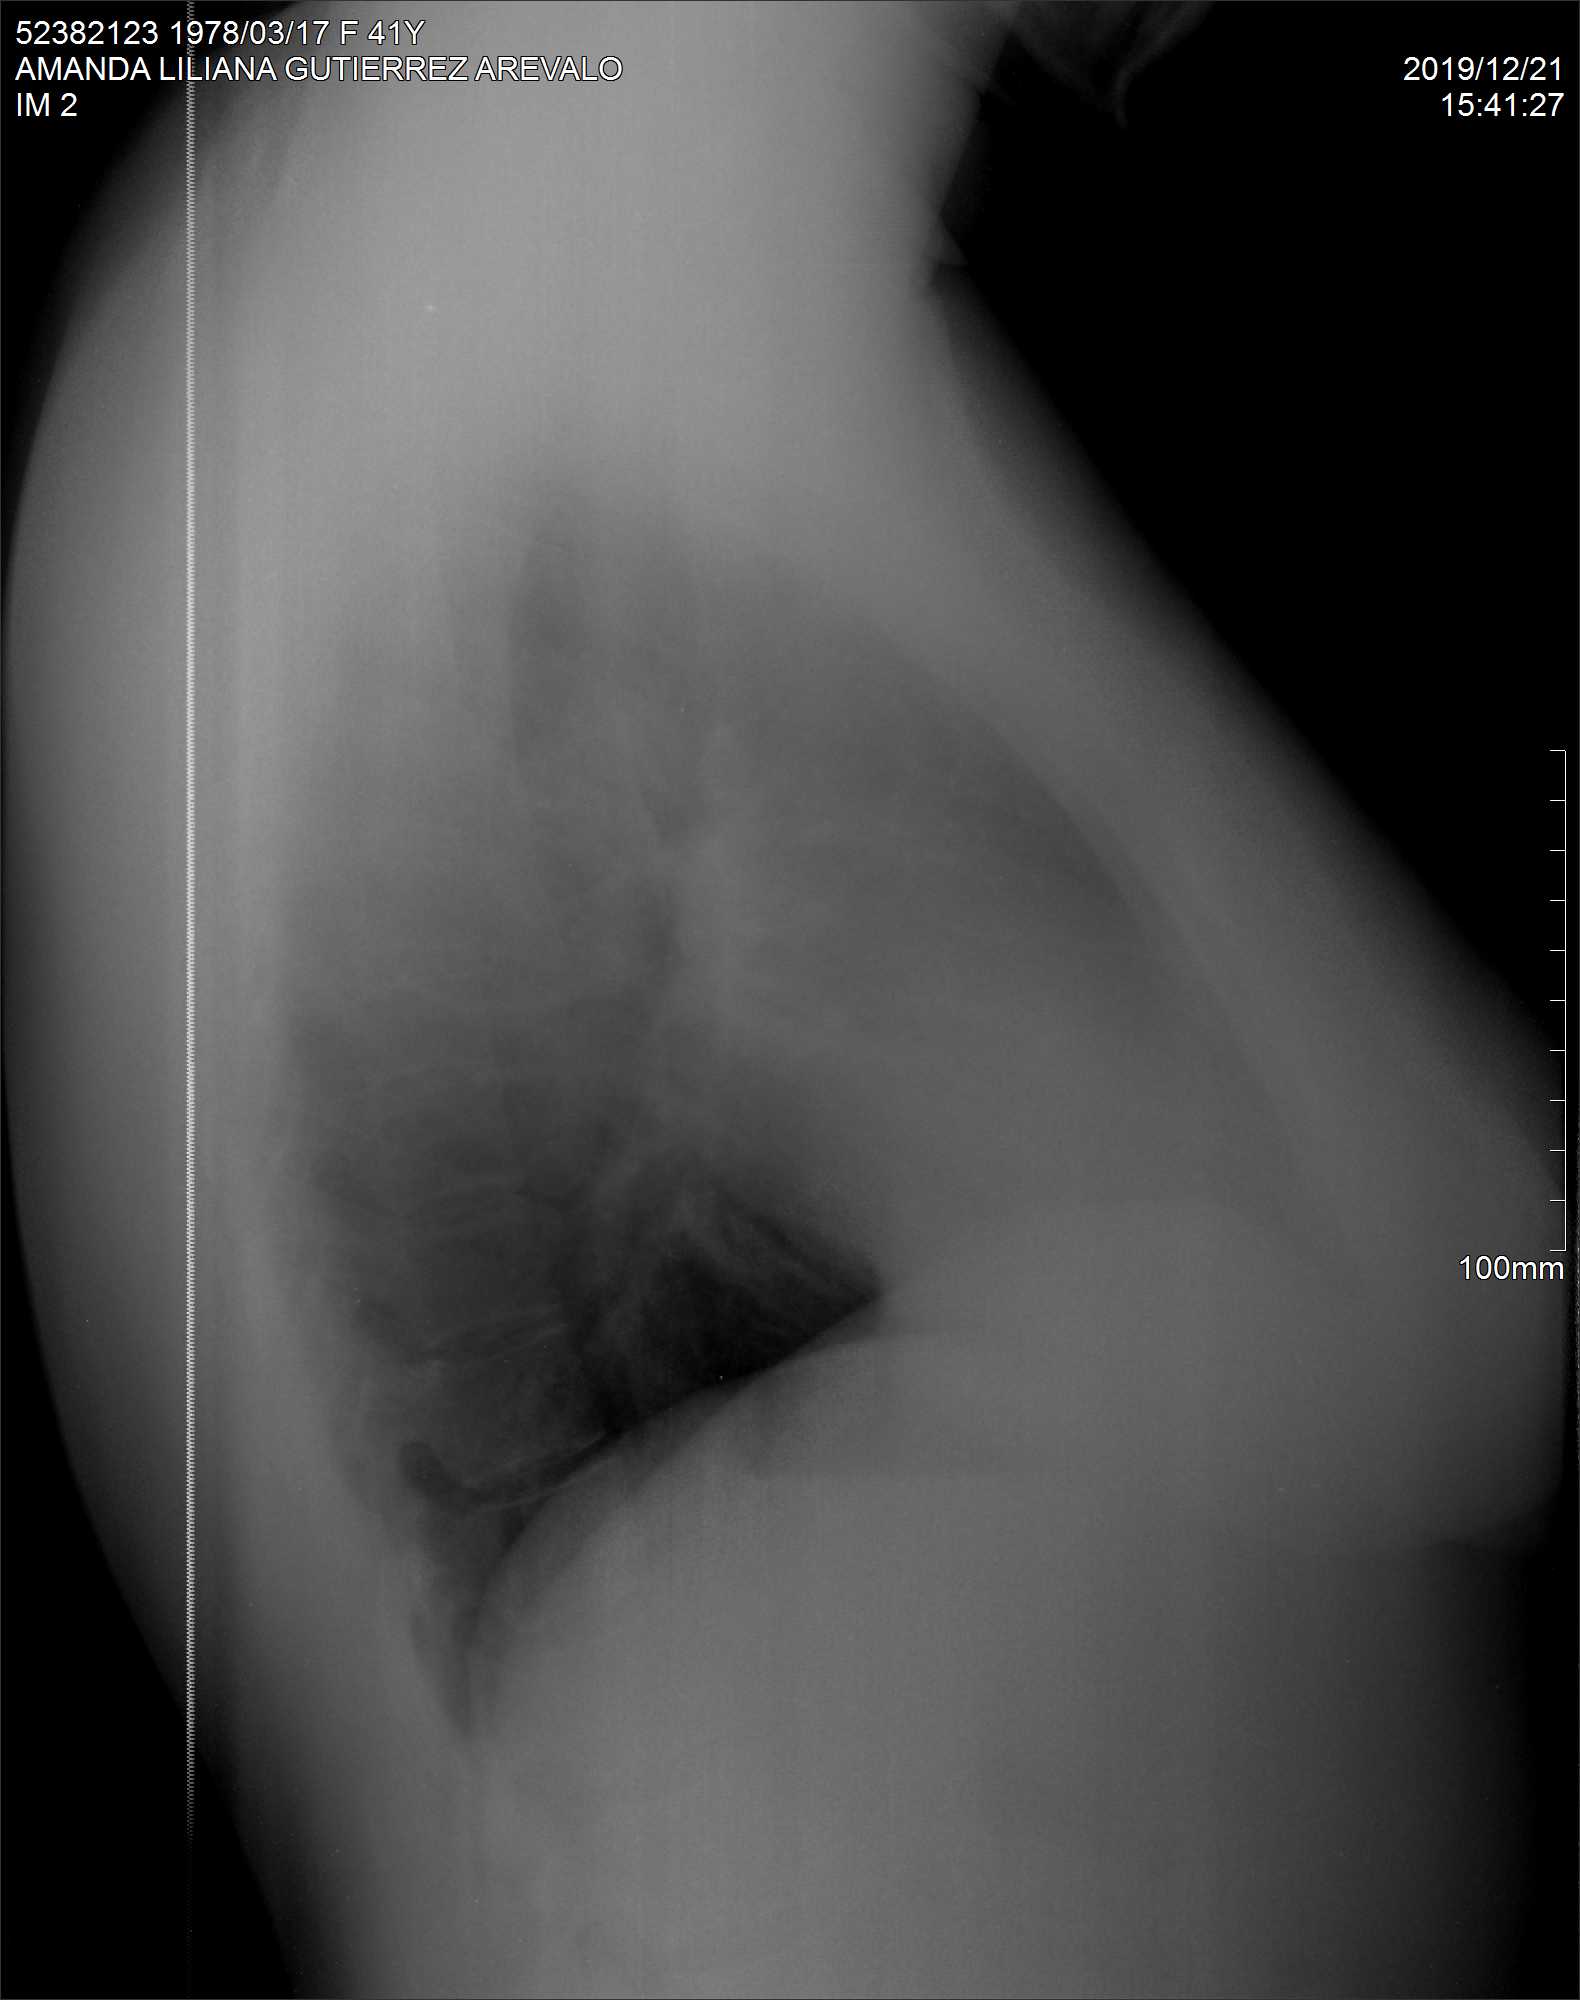 52382123 1978/03/17 F 41Y
AMANDA LILIANA GUTIERREZ AREVALO
IM 2
2019/12/21
15:41:27
100mm